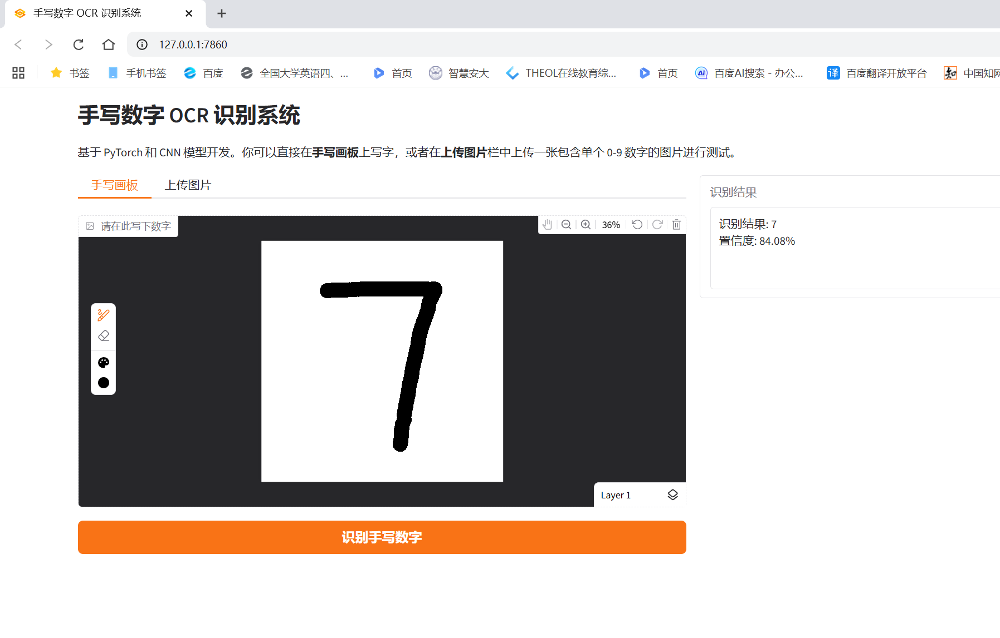 手写数字 OCR 识别系统
127.0.0.1:7860
书签 手机书签 百度 全国大学英语四、... 首页 智慧安大 THEOL在线教育综... 首页 百度AI搜索 - 办公... 百度翻译开放平台 中国知网
手写数字 OCR 识别系统
基于 PyTorch 和 CNN 模型开发。你可以直接在手写画板上写字，或者在上传图片栏中上传一张包含单个 0-9 数字的图片进行测试。
手写画板 上传图片
请在此写下数字
36%
7
Layer 1
识别手写数字
识别结果
识别结果: 7
置信度: 84.08%